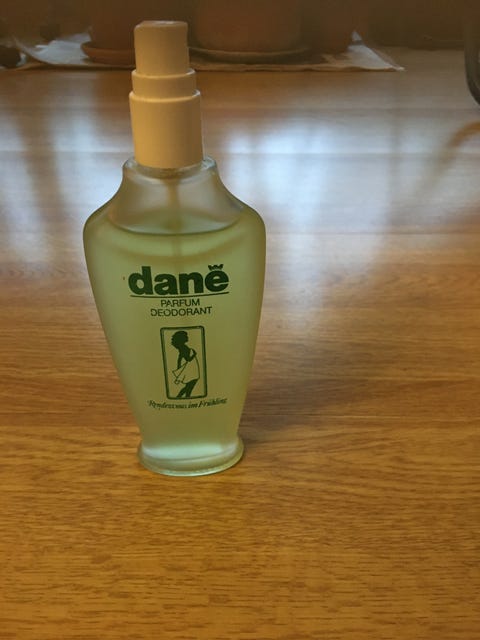 danĕ
PARFUM
DEODORANT
Rendezvous im Frühling